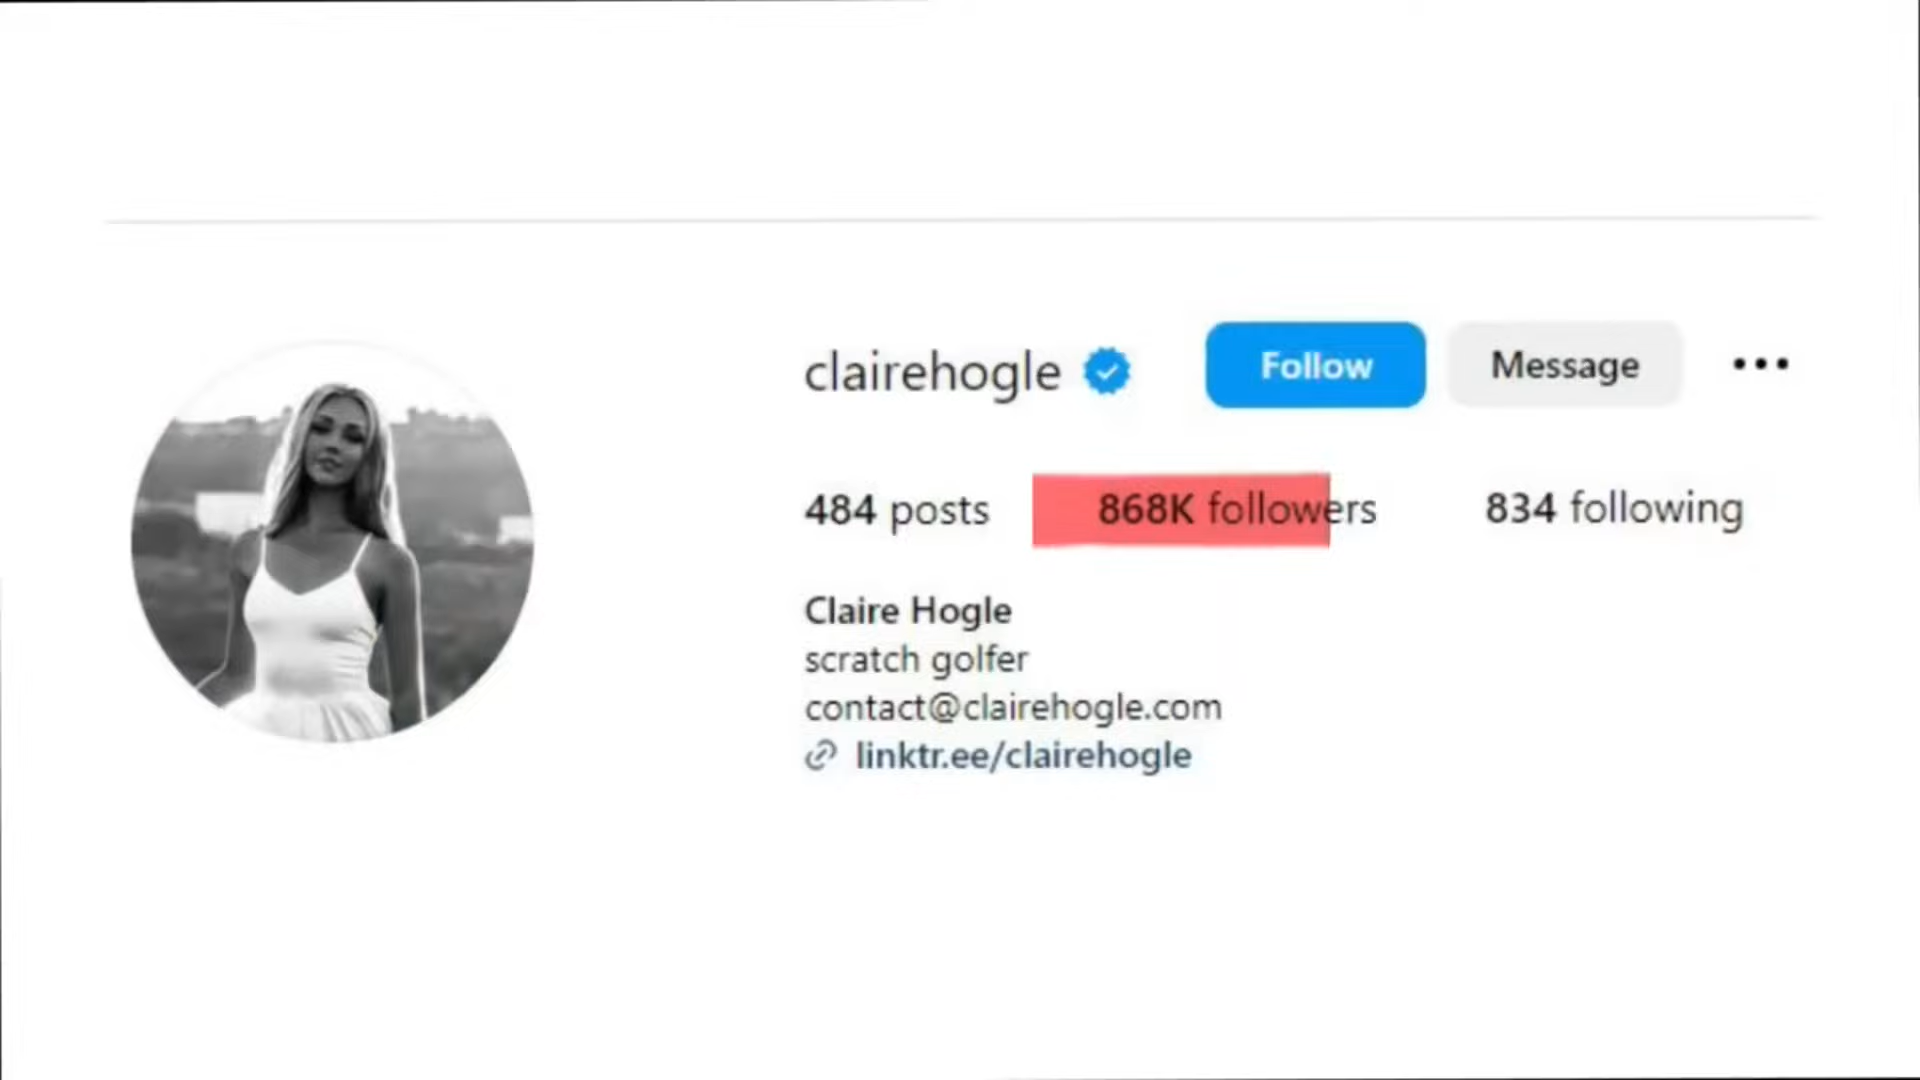 clairehogle Follow Message
484 posts 868K followers 834 following
Claire Hogle
scratch golfer
contact@clairehogle.com
linktr.ee/clairehogle